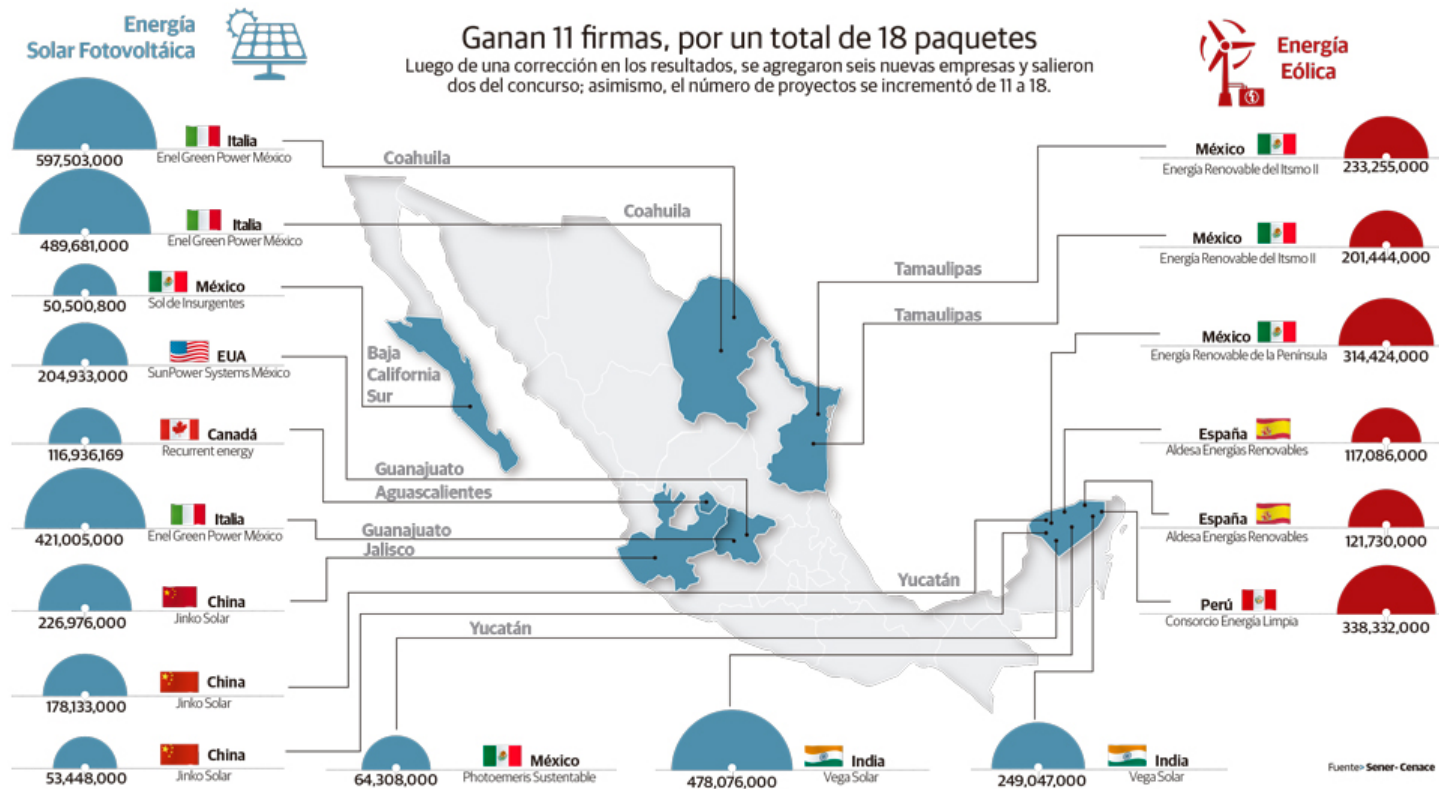 Energía
Solar Fotovoltáica
Ganan 11 firmas, por un total de 18 paquetes
Luego de una corrección en los resultados, se agregaron seis nuevas empresas y salieron
dos del concurso; asimismo, el número de proyectos se incrementó de 11 a 18.
Energía
Eólica
597,503,000
Italia
Enel Green Power México
489,681,000
Italia
Enel Green Power México
50,500,800
México
Sol de Insurgentes
204,933,000
EUA
SunPower Systems México
116,936,169
Canadá
Recurrent energy
421,005,000
Italia
Enel Green Power México
226,976,000
China
Jinko Solar
178,133,000
China
Jinko Solar
53,448,000
China
Jinko Solar
Coahuila
Coahuila
Tamaulipas
Tamaulipas
Baja
California
Sur
Guanajuato
Aguascalientes
Guanajuato
Jalisco
Yucatán
Yucatán
México
Energía Renovable del Itsmo II
233,255,000
México
Energía Renovable del Itsmo II
201,444,000
México
Energía Renovable de la Península
314,424,000
España
Aldesa Energías Renovables
117,086,000
España
Aldesa Energías Renovables
121,730,000
Perú
Consorcio Energía Limpia
338,332,000
64,308,000
México
Photoemeris Sustentable
478,076,000
India
Vega Solar
249,047,000
India
Vega Solar
Fuente> Sener- Cenace